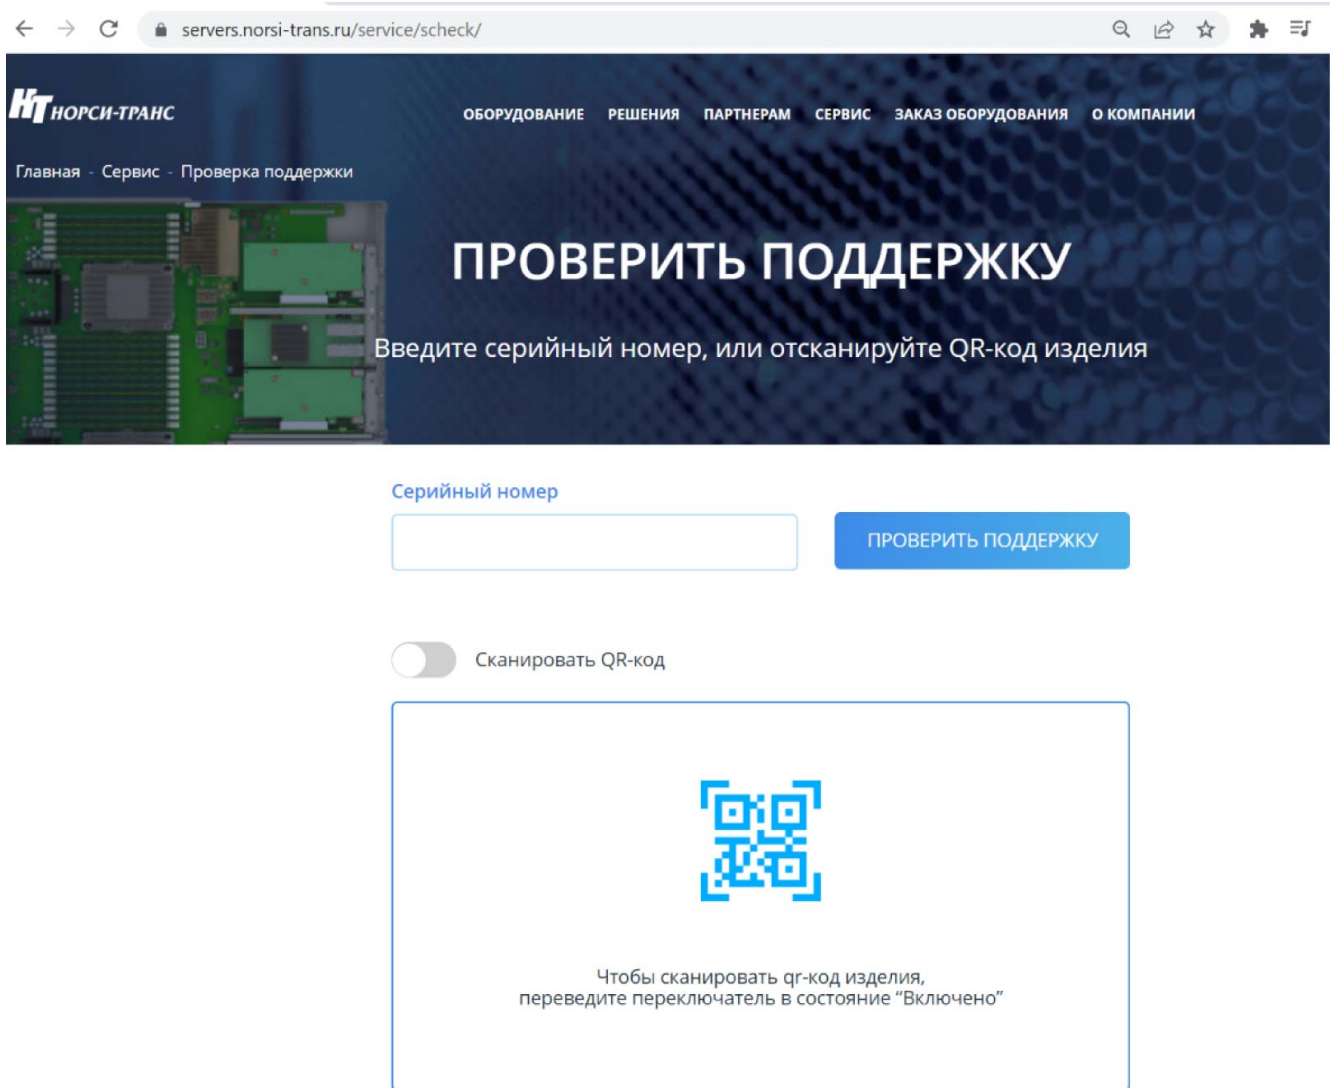 servers.norsi-trans.ru/service/scheck/
НТ НОРСИ-ТРАНС
ОБОРУДОВАНИЕ РЕШЕНИЯ ПАРТНЕРАМ СЕРВИС ЗАКАЗ ОБОРУДОВАНИЯ О КОМПАНИИ
Главная - Сервис - Проверка поддержки
ПРОВЕРИТЬ ПОДДЕРЖКУ
Введите серийный номер, или отсканируйте QR-код изделия
Серийный номер
ПРОВЕРИТЬ ПОДДЕРЖКУ
Сканировать QR-код
Чтобы сканировать qr-код изделия,
переведите переключатель в состояние “Включено”